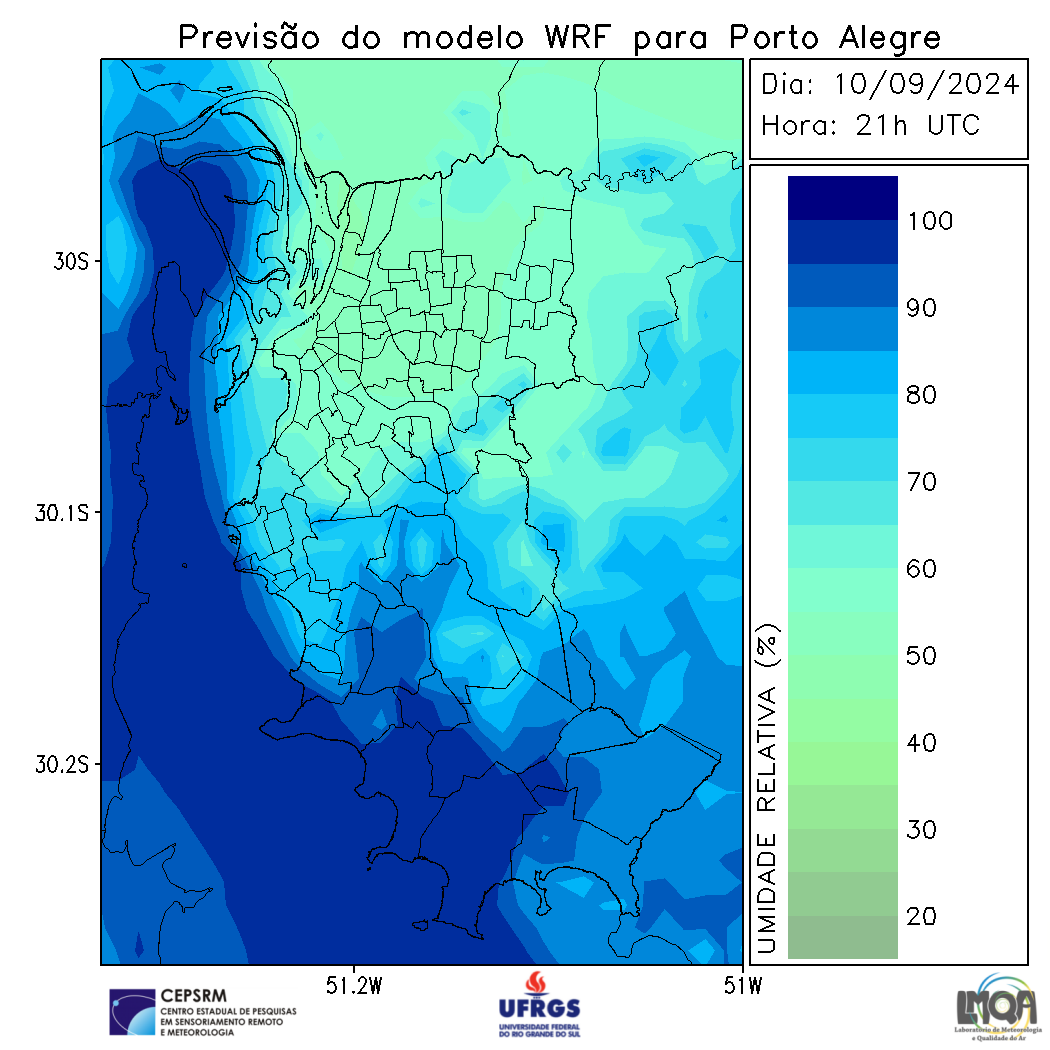 Previsão do modelo WRF para Porto Alegre
Dia: 10/09/2024
Hora: 21h UTC
30S
30.1S
30.2S
51.2W
51W
UMIDADE RELATIVA (%)
100
90
80
70
60
50
40
30
20
CEPSRM
CENTRO ESTADUAL DE PESQUISAS
EM SENSORIAMENTO REMOTO
E METEOROLOGIA
UFRGS
UNIVERSIDADE FEDERAL
DO RIO GRANDE DO SUL
LMQA
Laboratório de Meteorologia
e Qualidade do Ar